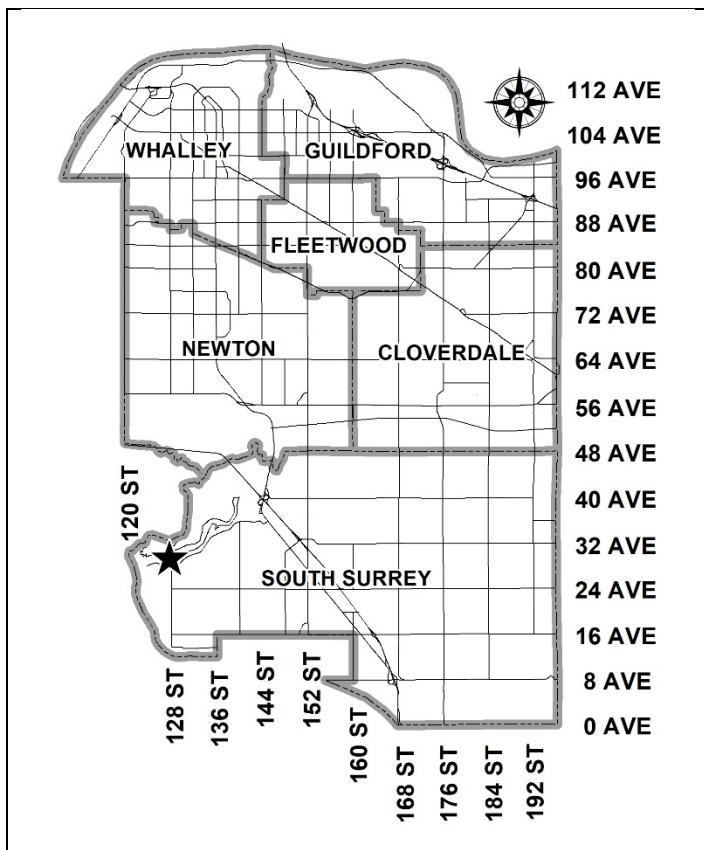 112 AVE
104 AVE
WHALLEY
GUILDFORD
96 AVE
88 AVE
FLEETWOOD
80 AVE
72 AVE
NEWTON
CLOVERDALE
64 AVE
56 AVE
48 AVE
120 ST
40 AVE
32 AVE
SOUTH SURREY
24 AVE
16 AVE
128 ST
136 ST
144 ST
152 ST
160 ST
8 AVE
0 AVE
168 ST
176 ST
184 ST
192 ST